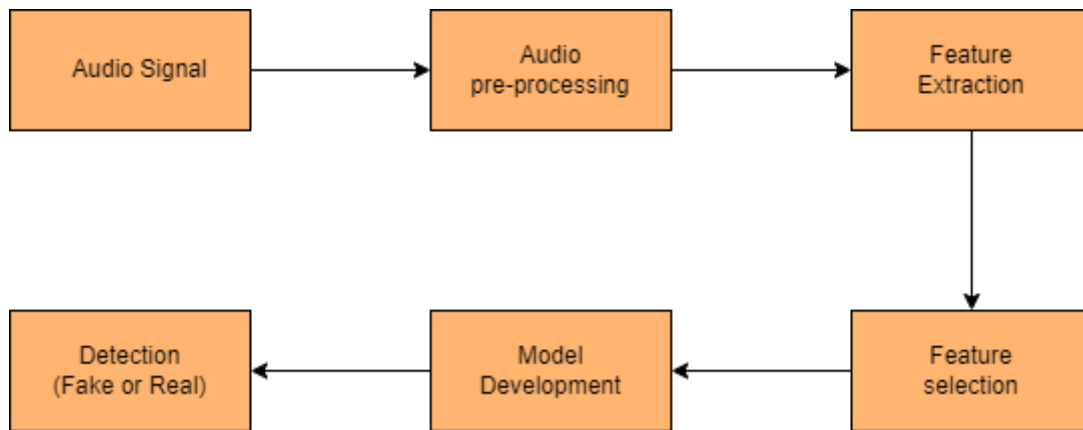 Audio Signal
Audio
pre-processing
Feature
Extraction
Feature
selection
Model
Development
Detection
(Fake or Real)